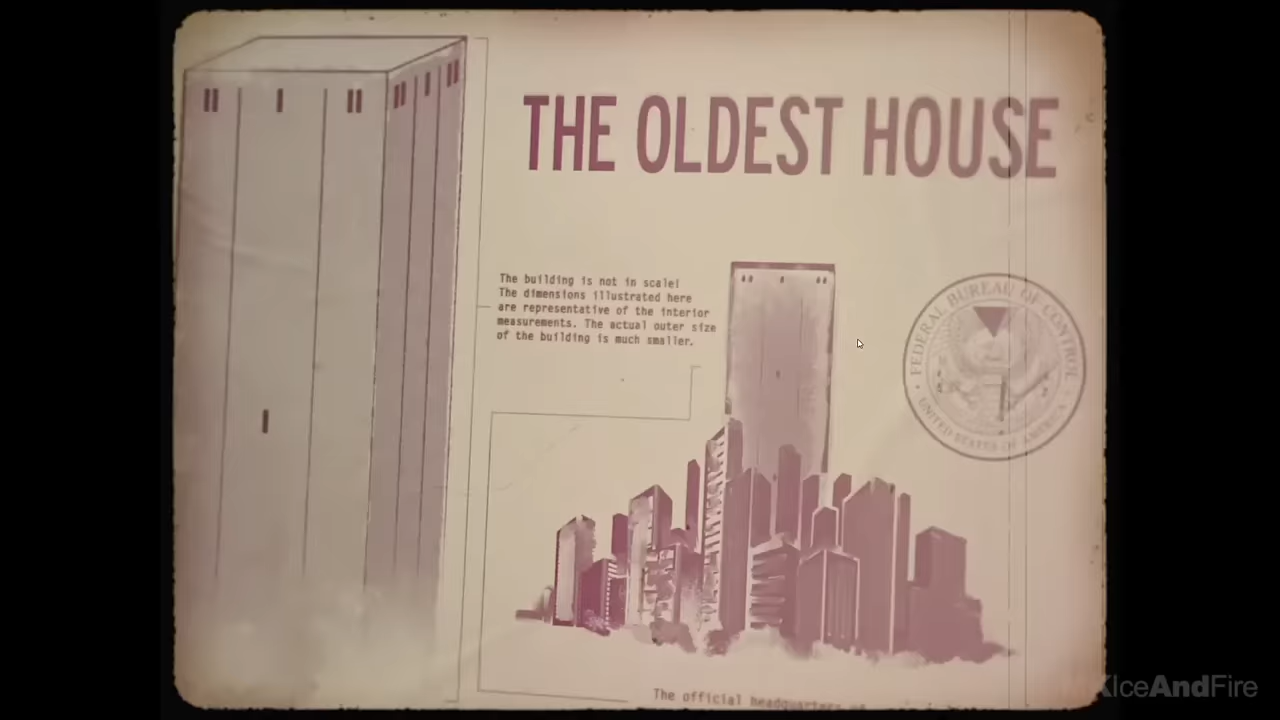 THE OLDEST HOUSE
The building is not in scale!
The dimensions illustrated here
are representative of the interior
measurements. The actual outer size
of the building is much smaller.
FEDERAL BUREAU OF CONTROL
UNITED STATES OF AMERICA
The official headquarters of
IceAndFire